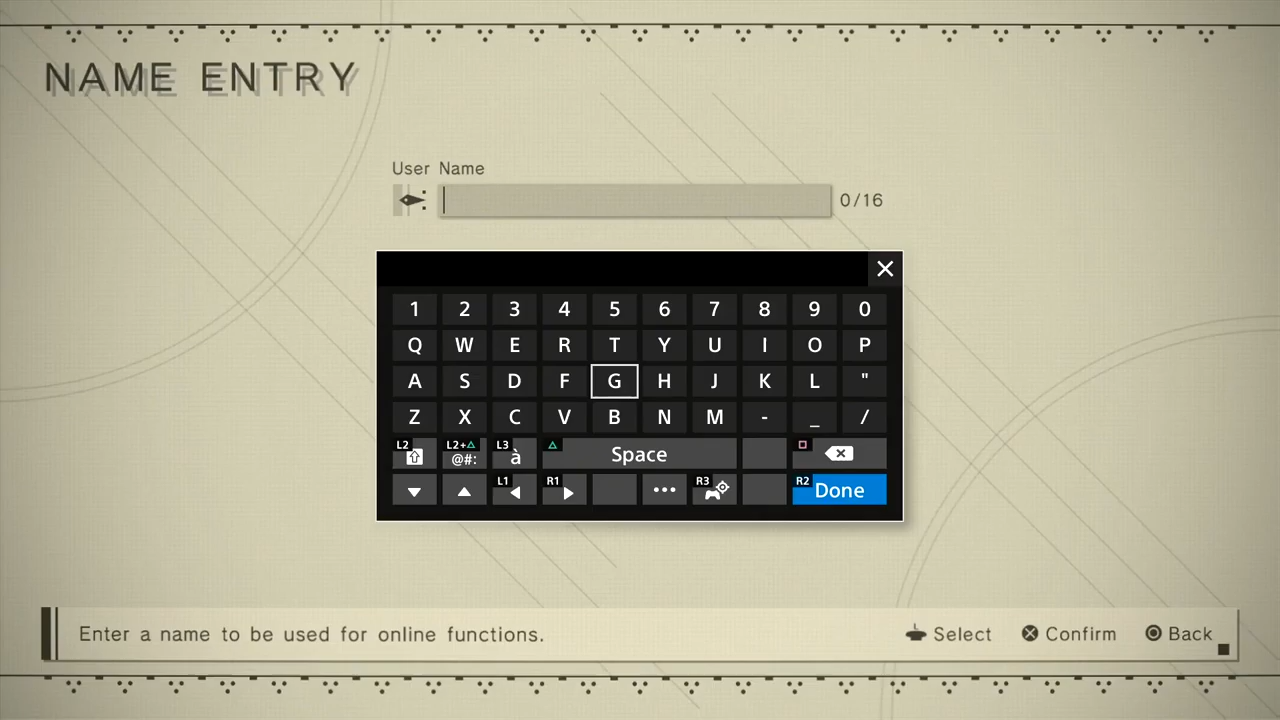 NAME ENTRY
User Name
0/16
1 2 3 4 5 6 7 8 9 0
Q W E R T Y U I O P
A S D F G H J K L "
Z X C V B N M - _ /
L2 L2+△ @#: L3 à △ Space □
L1 R1 ••• R3 R2 Done
Enter a name to be used for online functions. Select Confirm Back